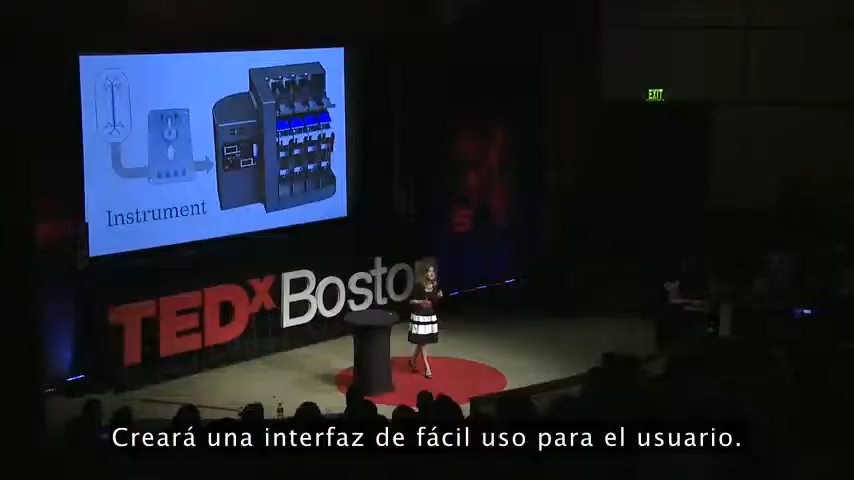 Instrument
EXIT
TEDx Bosto
Creará una interfaz de fácil uso para el usuario.